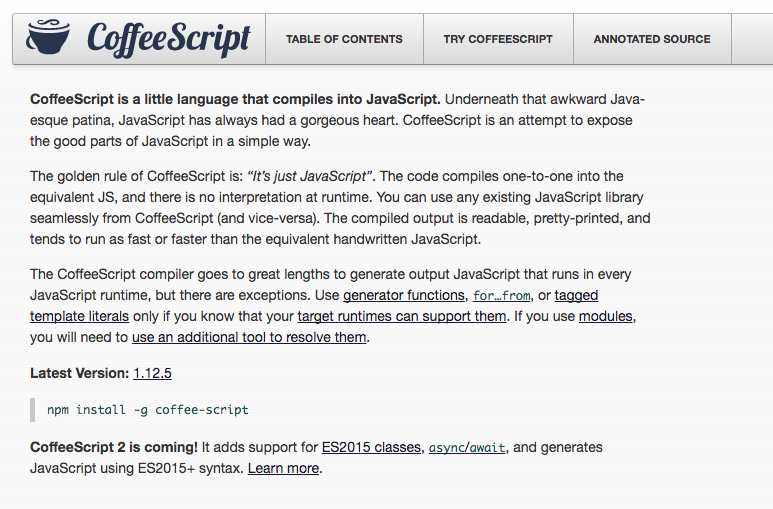 CoffeeScript TABLE OF CONTENTS TRY COFFEESCRIPT ANNOTATED SOURCE
CoffeeScript is a little language that compiles into JavaScript. Underneath that awkward Java-
esque patina, JavaScript has always had a gorgeous heart. CoffeeScript is an attempt to expose
the good parts of JavaScript in a simple way.
The golden rule of CoffeeScript is: “It’s just JavaScript”. The code compiles one-to-one into the
equivalent JS, and there is no interpretation at runtime. You can use any existing JavaScript library
seamlessly from CoffeeScript (and vice-versa). The compiled output is readable, pretty-printed, and
tends to run as fast or faster than the equivalent handwritten JavaScript.
The CoffeeScript compiler goes to great lengths to generate output JavaScript that runs in every
JavaScript runtime, but there are exceptions. Use generator functions, for…from, or tagged
template literals only if you know that your target runtimes can support them. If you use modules,
you will need to use an additional tool to resolve them.
Latest Version: 1.12.5
npm install -g coffee-script
CoffeeScript 2 is coming! It adds support for ES2015 classes, async/await, and generates
JavaScript using ES2015+ syntax. Learn more.